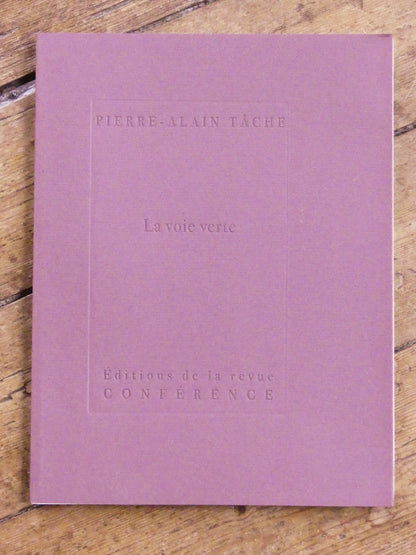 PIERRE-ALAIN TÂCHE
La voie verte
Éditions de la revue
CONFÉRENCE